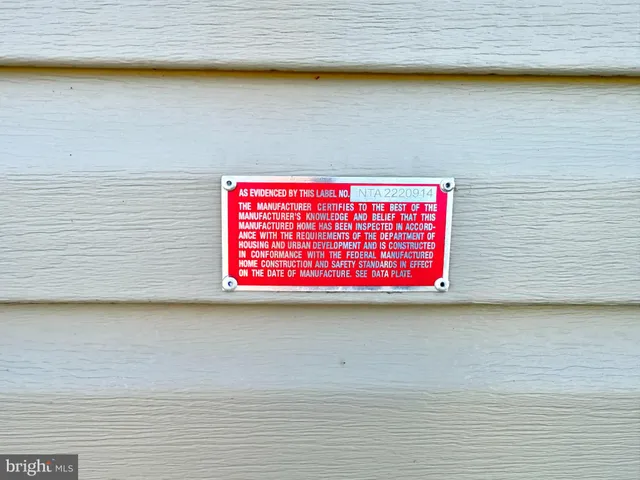 AS EVIDENCED BY THIS LABEL NO. NTA 2220914
THE MANUFACTURER CERTIFIES TO THE BEST OF THE
MANUFACTURER'S KNOWLEDGE AND BELIEF THAT THIS
MANUFACTURED HOME HAS BEEN INSPECTED IN ACCORD-
ANCE WITH THE REQUIREMENTS OF THE DEPARTMENT OF
HOUSING AND URBAN DEVELOPMENT AND IS CONSTRUCTED
IN CONFORMANCE WITH THE FEDERAL MANUFACTURED
HOME CONSTRUCTION AND SAFETY STANDARDS IN EFFECT
ON THE DATE OF MANUFACTURE. SEE DATA PLATE.
bright MLS